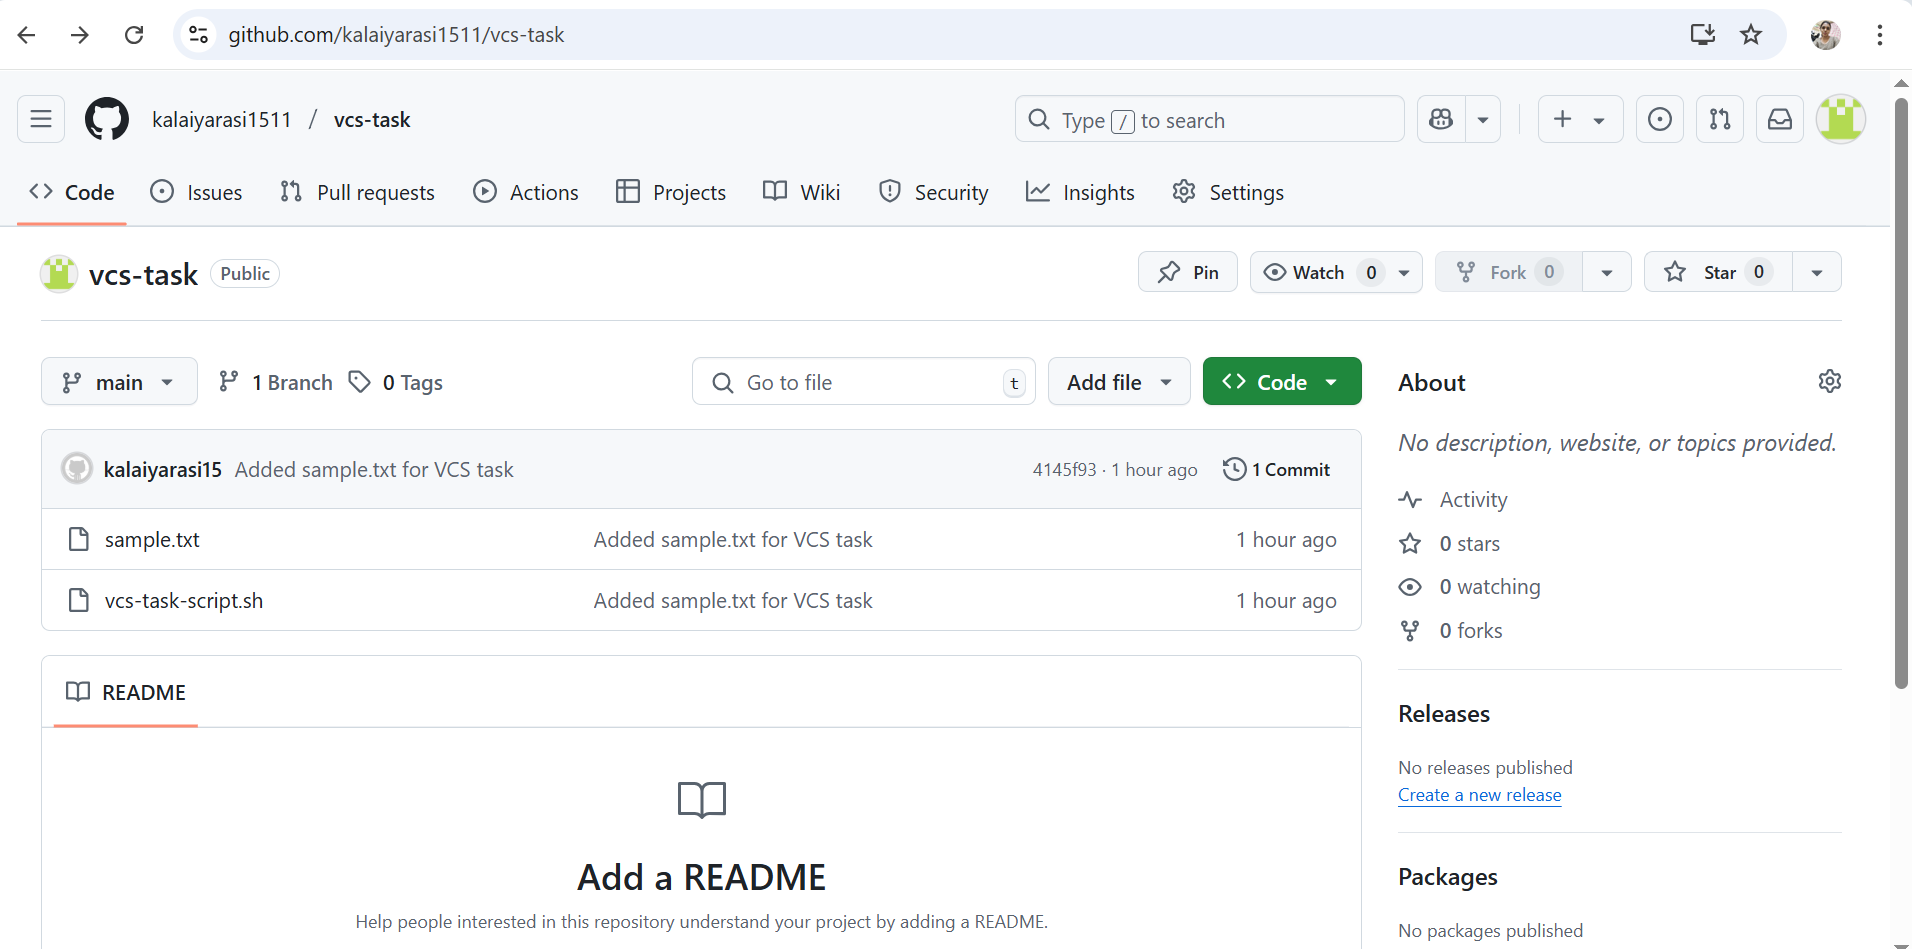 github.com/kalaiyarasi1511/vcs-task
kalaiyarasi1511 / vcs-task
Type / to search
Code Issues Pull requests Actions Projects Wiki Security Insights Settings
vcs-task Public
Pin Watch 0 Fork 0 Star 0
main 1 Branch 0 Tags
Go to file t Add file Code
kalaiyarasi15 Added sample.txt for VCS task 4145f93 · 1 hour ago 1 Commit
sample.txt Added sample.txt for VCS task 1 hour ago
vcs-task-script.sh Added sample.txt for VCS task 1 hour ago
README
Add a README
Help people interested in this repository understand your project by adding a README.
About
No description, website, or topics provided.
Activity
0 stars
0 watching
0 forks
Releases
No releases published
Create a new release
Packages
No packages published